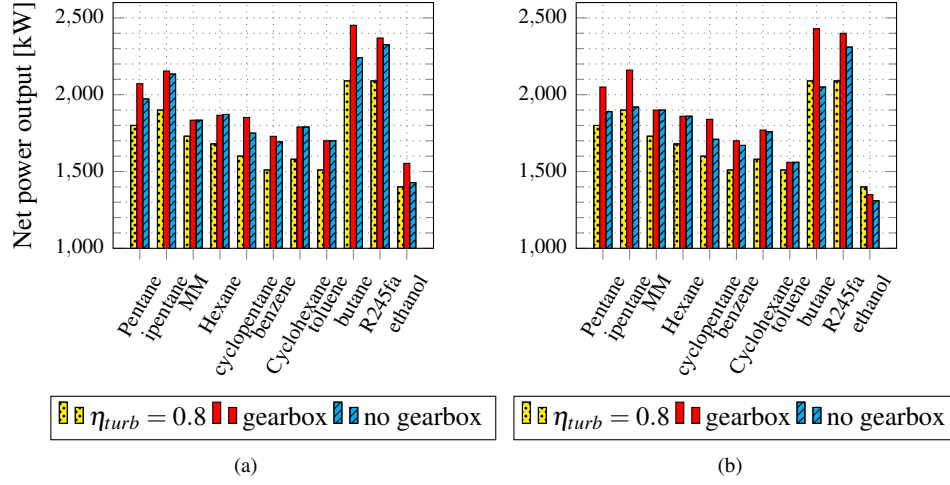 Net power output [kW]
2,500
2,000
1,500
1,000
Pentane
ipentane
MM
Hexane
cyclopentane
benzene
Cyclohexane
toluene
butane
R245fa
ethanol
η_turb = 0.8 gearbox no gearbox
(a)
2,500
2,000
1,500
1,000
Pentane
ipentane
MM
Hexane
cyclopentane
benzene
Cyclohexane
toluene
butane
R245fa
ethanol
η_turb = 0.8 gearbox no gearbox
(b)